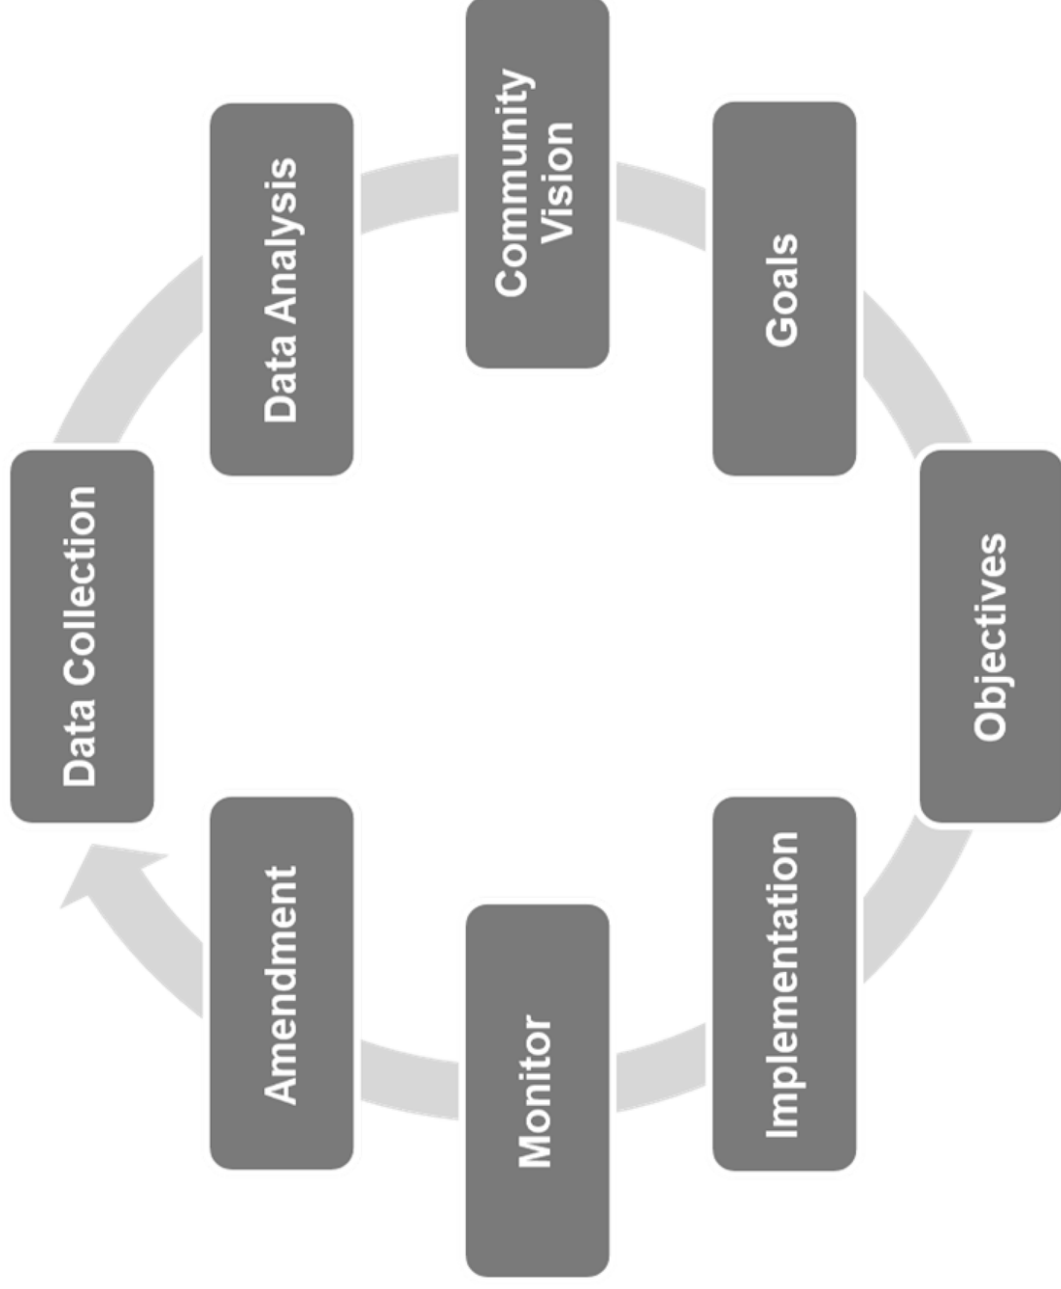 Data Collection
Data Analysis
Community
Vision
Goals
Objectives
Implementation
Monitor
Amendment